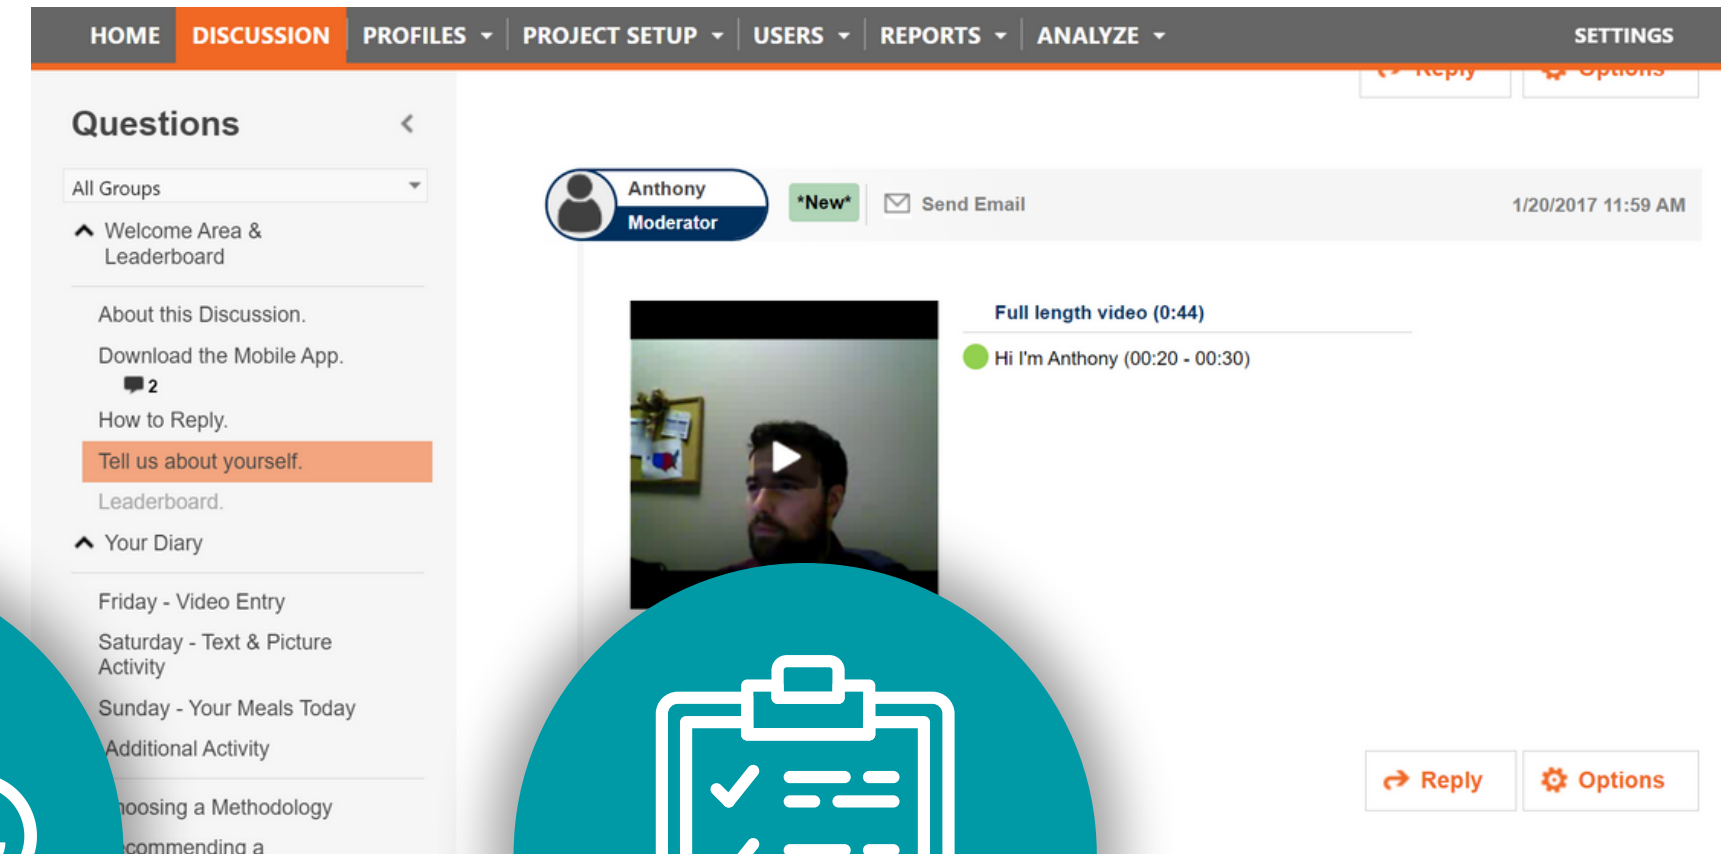 HOME DISCUSSION PROFILES PROJECT SETUP USERS REPORTS ANALYZE SETTINGS
Reply Options
Questions
All Groups
Welcome Area &
Leaderboard
About this Discussion.
Download the Mobile App.
2
How to Reply.
Tell us about yourself.
Leaderboard.
Your Diary
Friday - Video Entry
Saturday - Text & Picture
Activity
Sunday - Your Meals Today
Additional Activity
a Methodology
a
Anthony
Moderator
*New*
Send Email
1/20/2017 11:59 AM
Full length video (0:44)
Hi I'm Anthony (00:20 - 00:30)
Reply Options